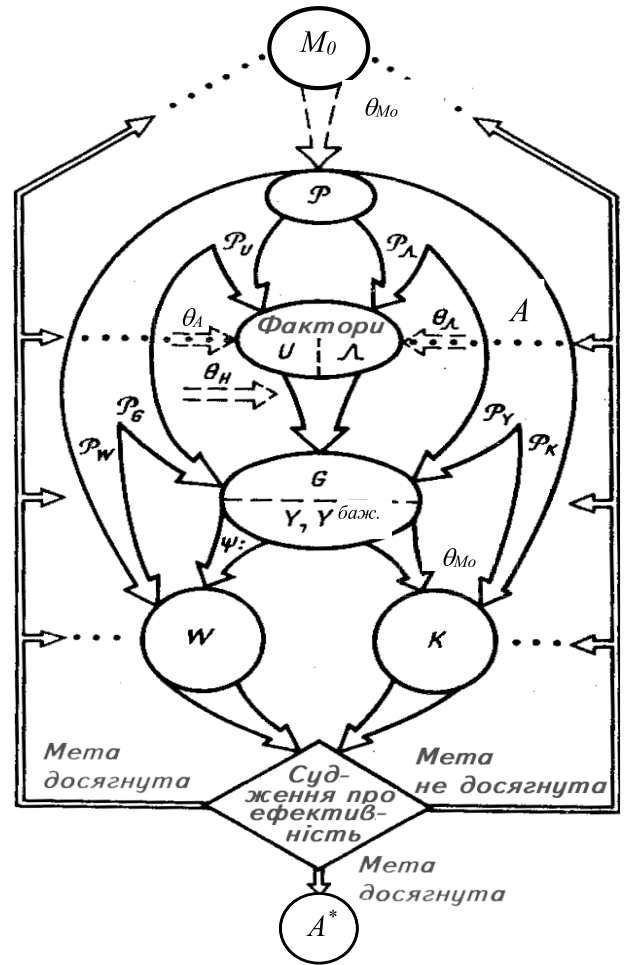 M₀
θMo
𝒫
𝒫U
𝒫Λ
θA
Фактори
θΛ
A
U
Λ
θH
𝒫G
𝒫Y
𝒫W
𝒫K
G
Y, Y баж.
Ψ:
θMo
W
K
Мета
досягнута
Мета
не досягнута
Суд-
ження про
ефектив-
ність
Мета
досягнута
A*